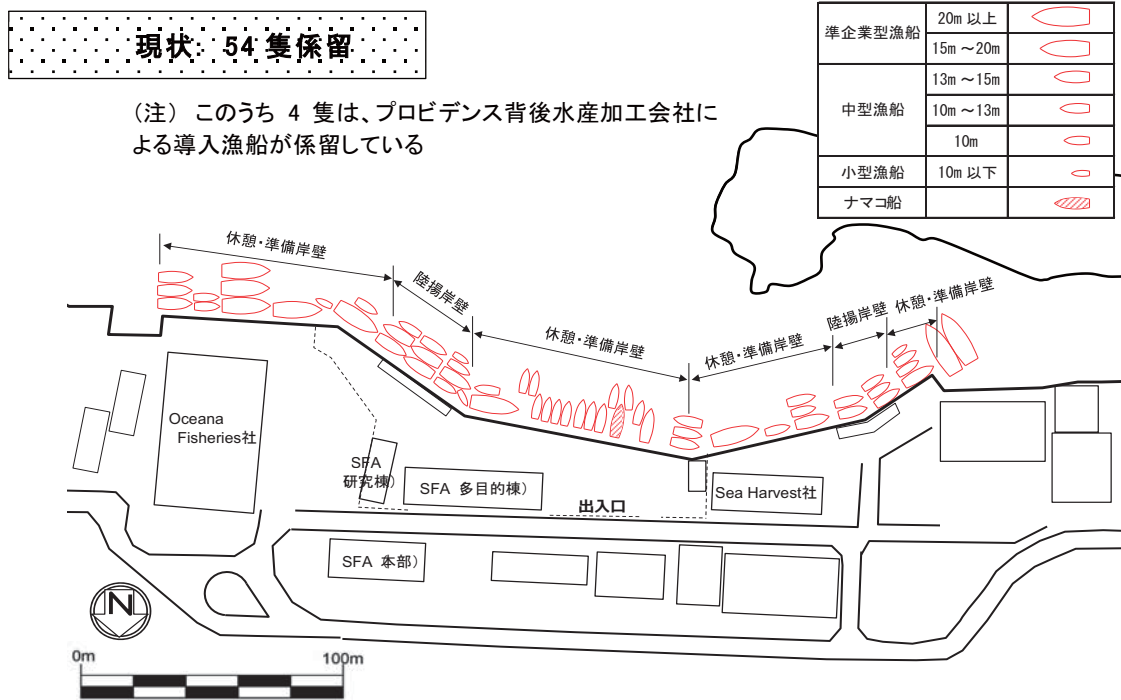 現状: 54 隻係留
(注) このうち 4 隻は、プロビデンス背後水産加工会社に
よる導入漁船が係留している
準企業型漁船
20m 以上
15m ～20m
中型漁船
13m ～15m
10m ～13m
10m
小型漁船
10m 以下
ナマコ船
休憩・準備岸壁
陸揚岸壁
休憩・準備岸壁
休憩・準備岸壁
陸揚岸壁
休憩・準備岸壁
Oceana
Fisheries社
SFA
研究棟)
SFA 多目的棟)
出入口
Sea Harvest社
SFA 本部)
N
0m
100m